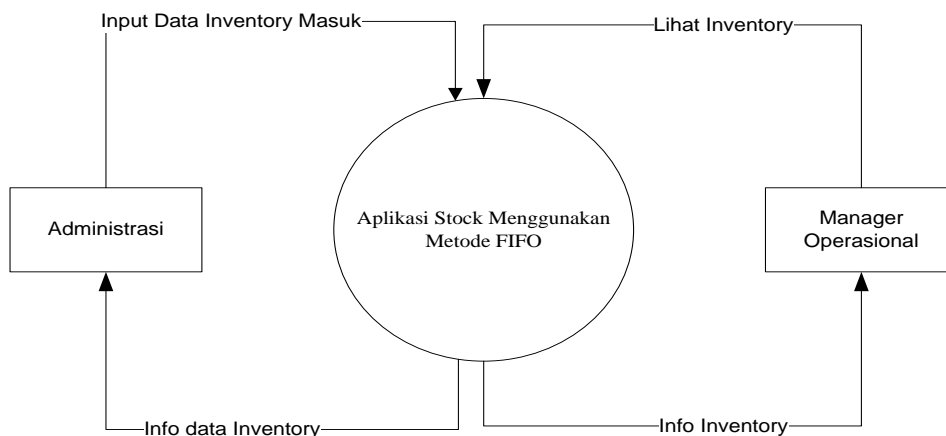 Input Data Inventory Masuk
Lihat Inventory
Administrasi
Aplikasi Stock Menggunakan
Metode FIFO
Manager
Operasional
Info data Inventory
Info Inventory